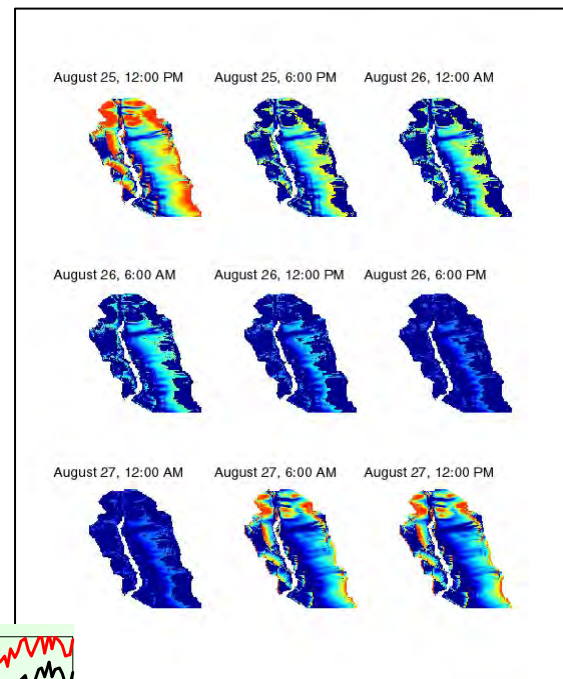 August 25, 12:00 PM
August 25, 6:00 PM
August 26, 12:00 AM
August 26, 6:00 AM
August 26, 12:00 PM
August 26, 6:00 PM
August 27, 12:00 AM
August 27, 6:00 AM
August 27, 12:00 PM